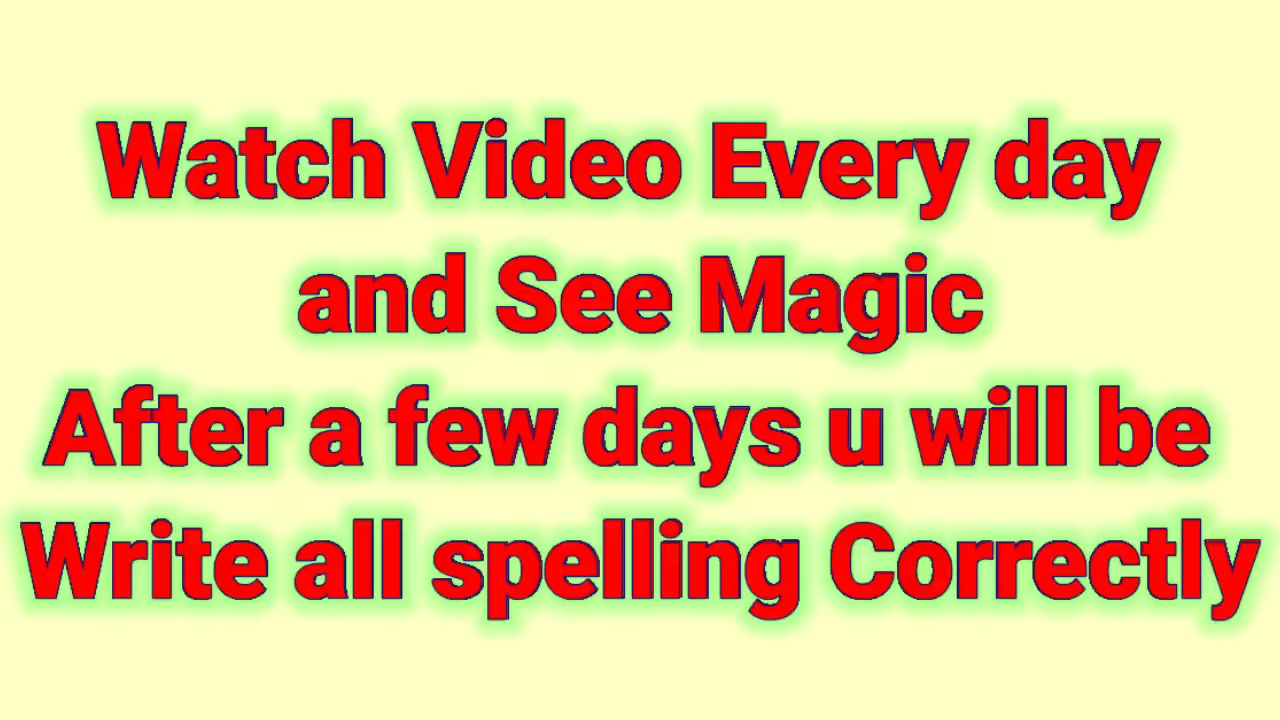 Watch Video Every day
and See Magic
After a few days u will be
Write all spelling Correctly